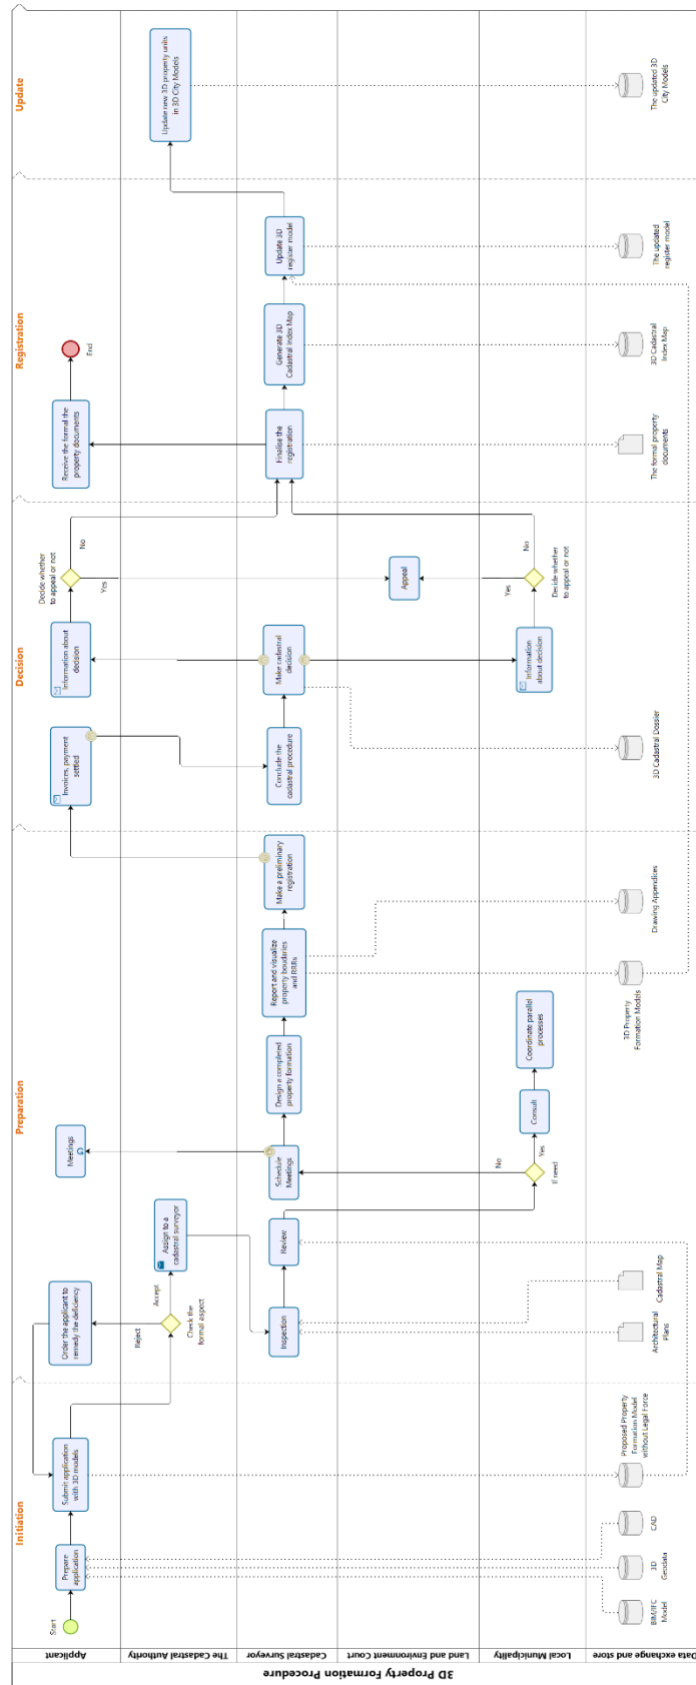 3D Property Formation Procedure
Applicant
The Cadastral Authority
Cadastral Surveyor
Land and Environment Court
Local Municipality
Data exchange and store
Initiation
Preparation
Decision
Registration
Update
Start
Prepare
application
Submit application
with 3D models
Order the applicant to
remedy the deficiency
Meetings
Invoices, payment
settled
Information about
decision
Decide whether
to appeal or not
No
Yes
Receive the formal the
property documents
End
Reject
Accept
Check the
formal aspect
Assign to a
cadastral surveyor
Update new 3D property units
in 3D City Models
Inspection
Review
Schedule
Meetings
Design a completed
property formation
Report and visualize
property boudaries
and RRRs
Make a preliminary
registration
Conclude the
cadastral procedure
Make cadastral
decision
Finalise the
registration
Generate 3D
Cadastral Index Map
Update 3D
register model
Appeal
No
Yes
If need
Consult
Coordinate parallel
processes
Information
about decision
Yes
No
Decide whether
to appeal or not
BIM/IFC
Model
3D
Geodata
CAD
Proposed Property
Formation Model
without Legal Force
Architectural
Plans
Cadastral Map
3D Property
Formation Models
Drawing Appendices
3D Cadastral Dossier
The formal property
documents
3D Cadastral
Index Map
The updated
register model
The updated 3D
City Models